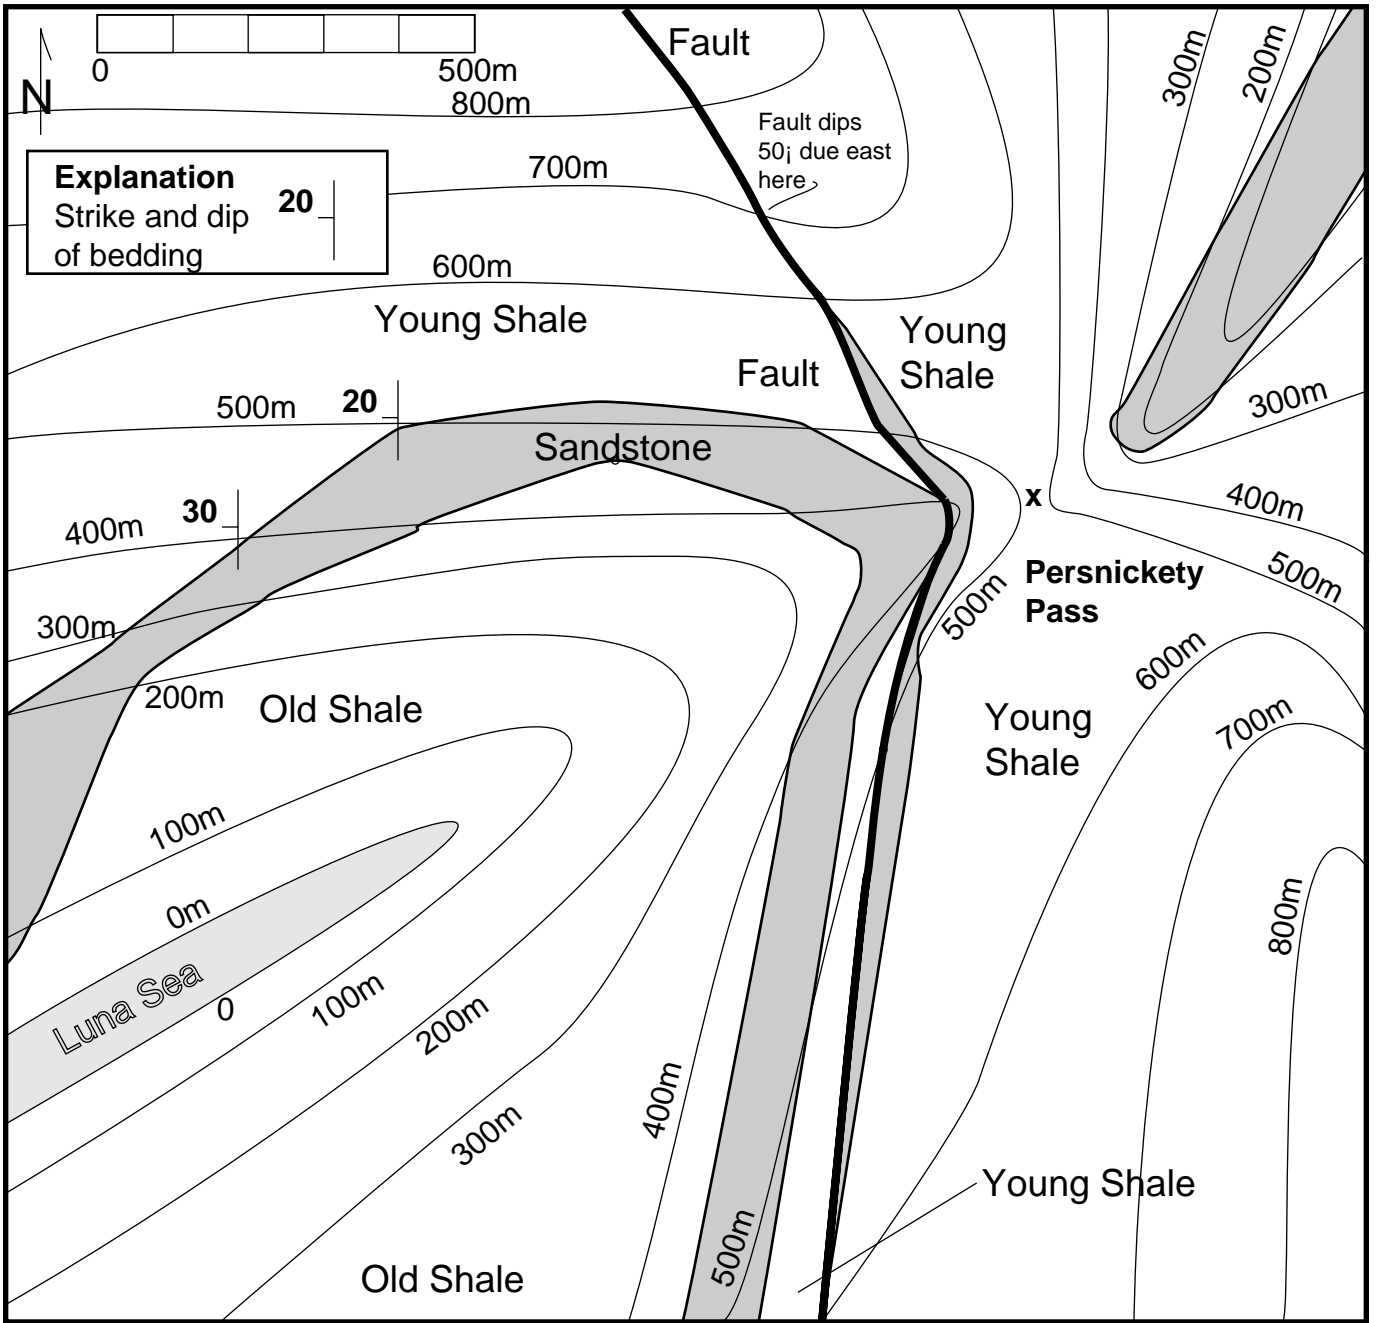 0
500m
N
Fault
800m
300m
200m
Fault dips
50¡ due east
here
700m
Explanation
Strike and dip
of bedding
20
600m
Young Shale
Young
Shale
Fault
300m
500m
20
Sandstone
400m
30
x
400m
Persnickety
Pass
500m
500m
300m
600m
200m
Old Shale
Young
Shale
700m
100m
0m
800m
Luna Sea
0
100m
200m
400m
300m
Young Shale
500m
Old Shale